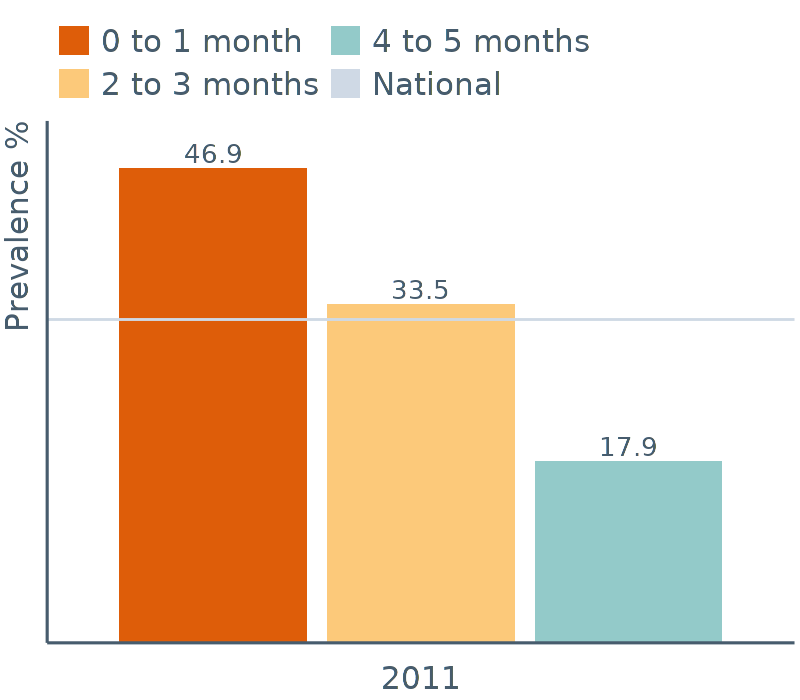 0 to 1 month
4 to 5 months
2 to 3 months
National
Prevalence %
46.9
33.5
17.9
2011